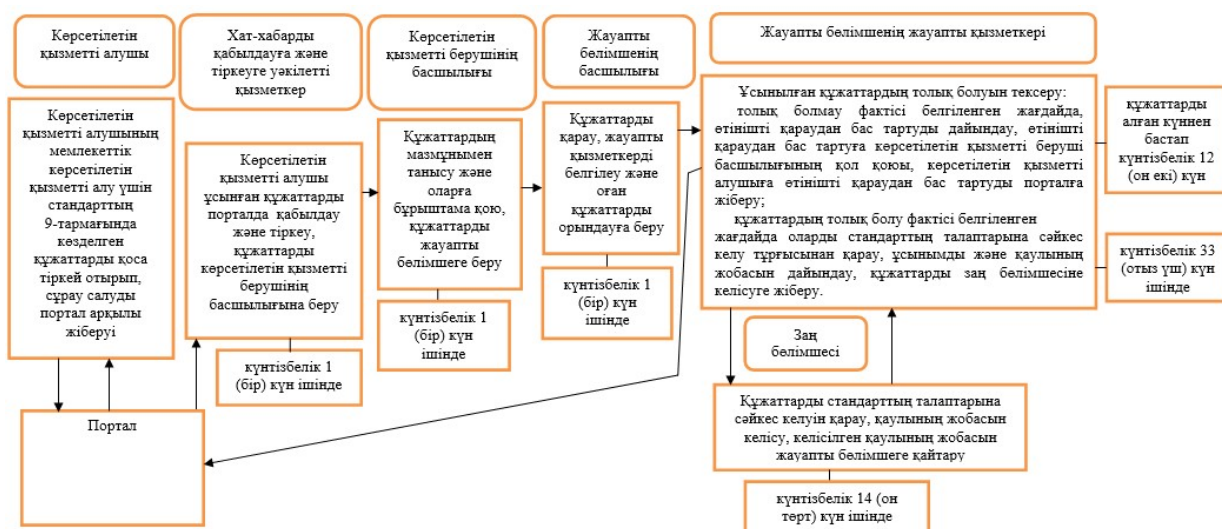 Көрсетілетін
қызметті алушы
Хат-хабарды
қабылдауға және
тіркеуге уәкілетті
қызметкер
Көрсетілетін
қызметті берушінің
басшылығы
Жауапты
бөлімшенің
басшылығы
Жауапты бөлімшенің жауапты қызметкері
Көрсетілетін
қызметті алушының
мемлекеттік
көрсетілетін
қызметті алу үшін
стандарттың
9-тармағында
көзделген
құжаттарды қоса
тіркей отырып,
сұрау салуды
портал арқылы
жіберуі
Көрсетілетін
қызметті алушы
ұсынған құжаттарды
порталда қабылдау
және тіркеу,
құжаттарды
көрсетілетін қызметті
берушінің
басшылығына беру
күнтізбелік 1
(бір) күн ішінде
Құжаттардың
мазмұнымен
танысу және
оларға
бұрыштама қою,
құжаттарды
жауапты
бөлімшеге беру
күнтізбелік 1
(бір) күн
ішінде
Құжаттарды
қарау, жауапты
қызметкерді
белгілеу және
оған
құжаттарды
орындауға беру
күнтізбелік 1
(бір) күн
ішінде
Ұсынылған құжаттардың толық болуын тексеру:
толық болмау фактісі белгіленген жағдайда,
өтінішті қараудан бас тартуды дайындау, өтінішті
қараудан бас тартуға көрсетілетін қызметті беруші
басшылығының қол қоюы, көрсетілетін қызметті
алушыға өтінішті қараудан бас тартуды порталға
жіберу;
құжаттардың толық болу фактісі белгіленген
жағдайда оларды стандарттың талаптарына сәйкес
келу тұрғысынан қарау, ұсынымды және қаулының
жобасын дайындау, құжаттарды заң бөлімшесіне
келісуге жіберу.
құжаттарды
алған күннен
бастап
күнтізбелік 12
(он екі) күн
күнтізбелік 33
(отыз үш) күн
ішінде
Заң
бөлімшесі
Құжаттарды стандарттың талаптарына
сәйкес келуін қарау, қаулының жобасын
келісу, келісілген қаулының жобасын
жауапты бөлімшеге қайтару
күнтізбелік 14 (он
төрт) күн ішінде
Портал